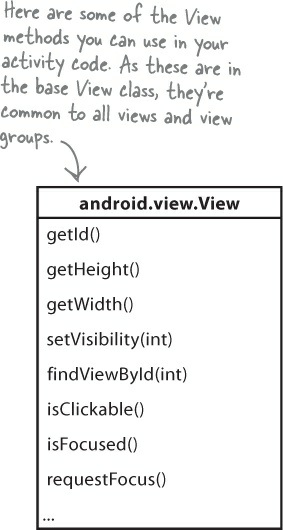 Here are some of the View
methods you can use in your
activity code. As these are in
the base View class, they're
common to all views and view
groups.
android.view.View
getId()
getHeight()
getWidth()
setVisibility(int)
findViewById(int)
isClickable()
isFocused()
requestFocus()
...